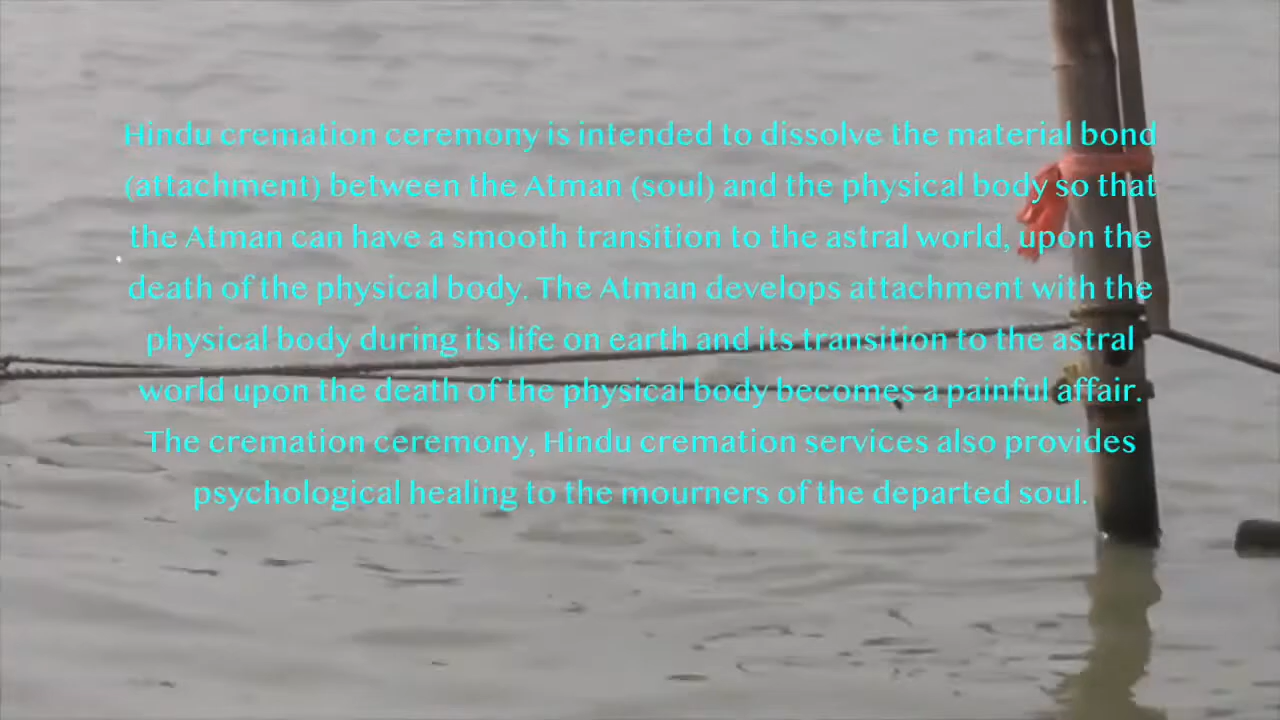 Hindu cremation ceremony is intended to dissolve the material bond
(attachment) between the Atman (soul) and the physical body so that
the Atman can have a smooth transition to the astral world, upon the
death of the physical body. The Atman develops attachment with the
physical body during its life on earth and its transition to the astral
world upon the death of the physical body becomes a painful affair.
The cremation ceremony, Hindu cremation services also provides
psychological healing to the mourners of the departed soul.